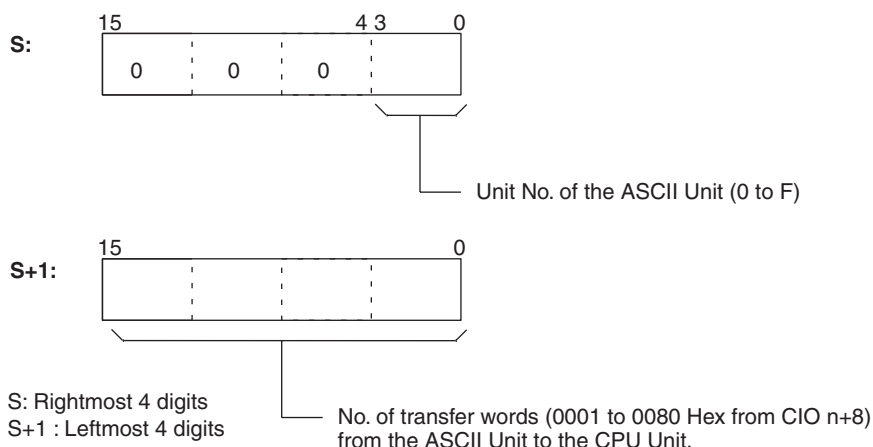 15 4 3 0
S:
0 0 0
Unit No. of the ASCII Unit (0 to F)
15 0
S+1:
S: Rightmost 4 digits
S+1 : Leftmost 4 digits
No. of transfer words (0001 to 0080 Hex from CIO n+8)
from the ASCII Unit to the CPU Unit.